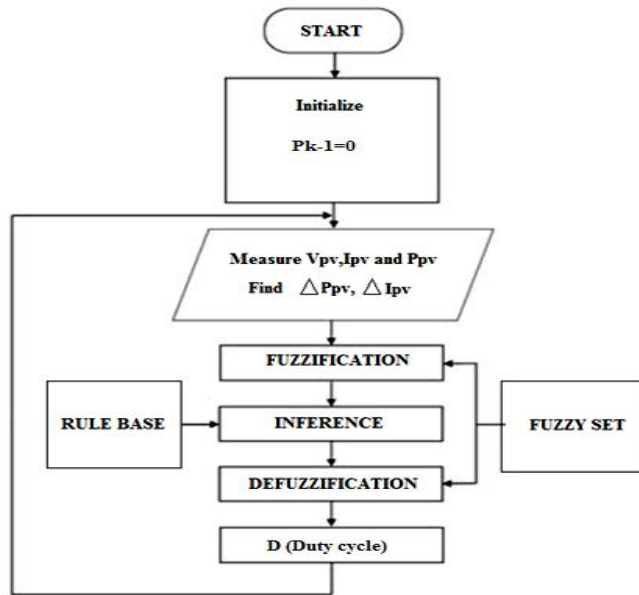 START
Initialize
Pk-1=0
Measure Vpv,Ipv and Ppv
Find △Ppv, △Ipv
FUZZIFICATION
RULE BASE
INFERENCE
FUZZY SET
DEFUZZIFICATION
D (Duty cycle)